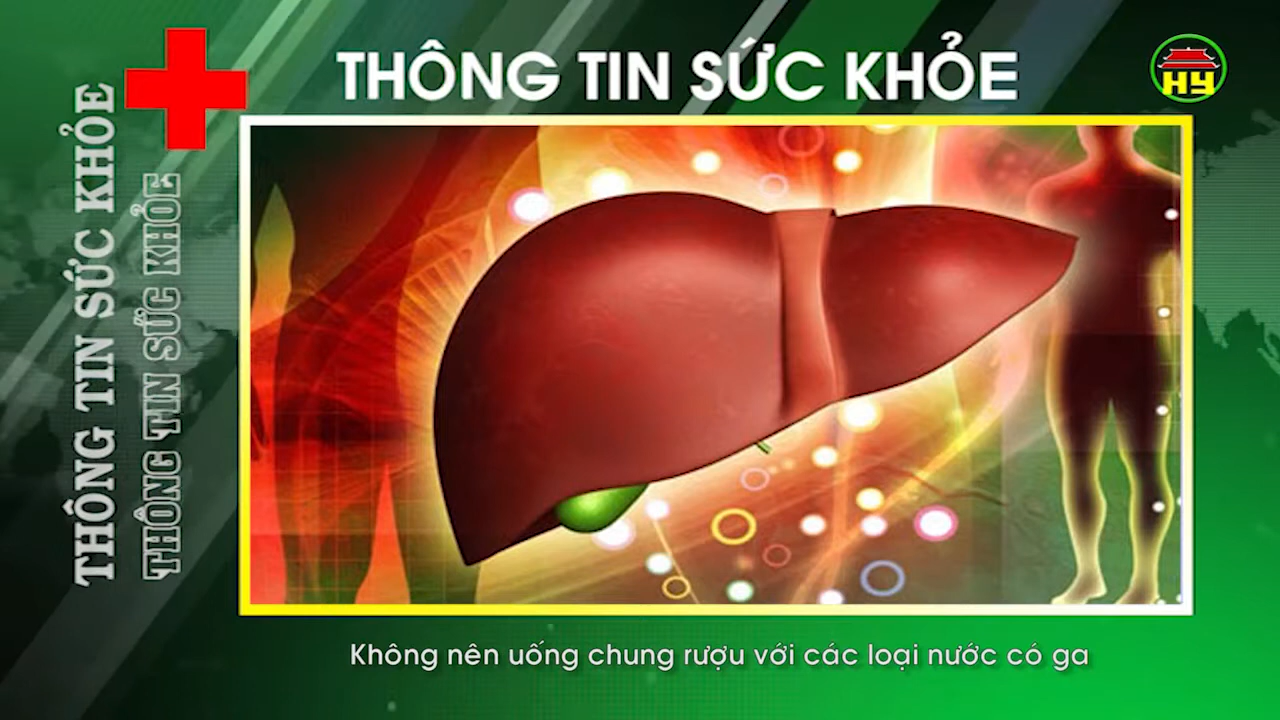 THÔNG TIN SỨC KHỎE
HY
THÔNG TIN SỨC KHỎE
THÔNG TIN SỨC KHỎE
Không nên uống chung rượu với các loại nước có ga